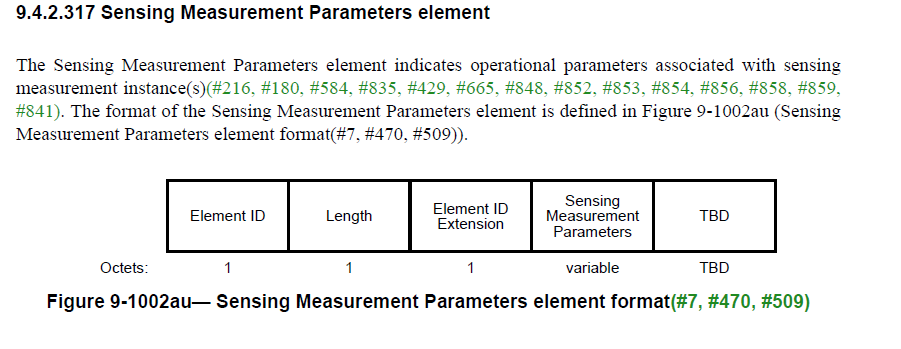 9.4.2.317 Sensing Measurement Parameters element
The Sensing Measurement Parameters element indicates operational parameters associated with sensing
measurement instance(s)(#216, #180, #584, #835, #429, #665, #848, #852, #853, #854, #856, #858, #859,
#841). The format of the Sensing Measurement Parameters element is defined in Figure 9-1002au (Sensing
Measurement Parameters element format(#7, #470, #509)).
Element ID
Length
Element ID
Extension
Sensing
Measurement
Parameters
TBD
Octets: 1 1 1 variable TBD
Figure 9-1002au— Sensing Measurement Parameters element format(#7, #470, #509)